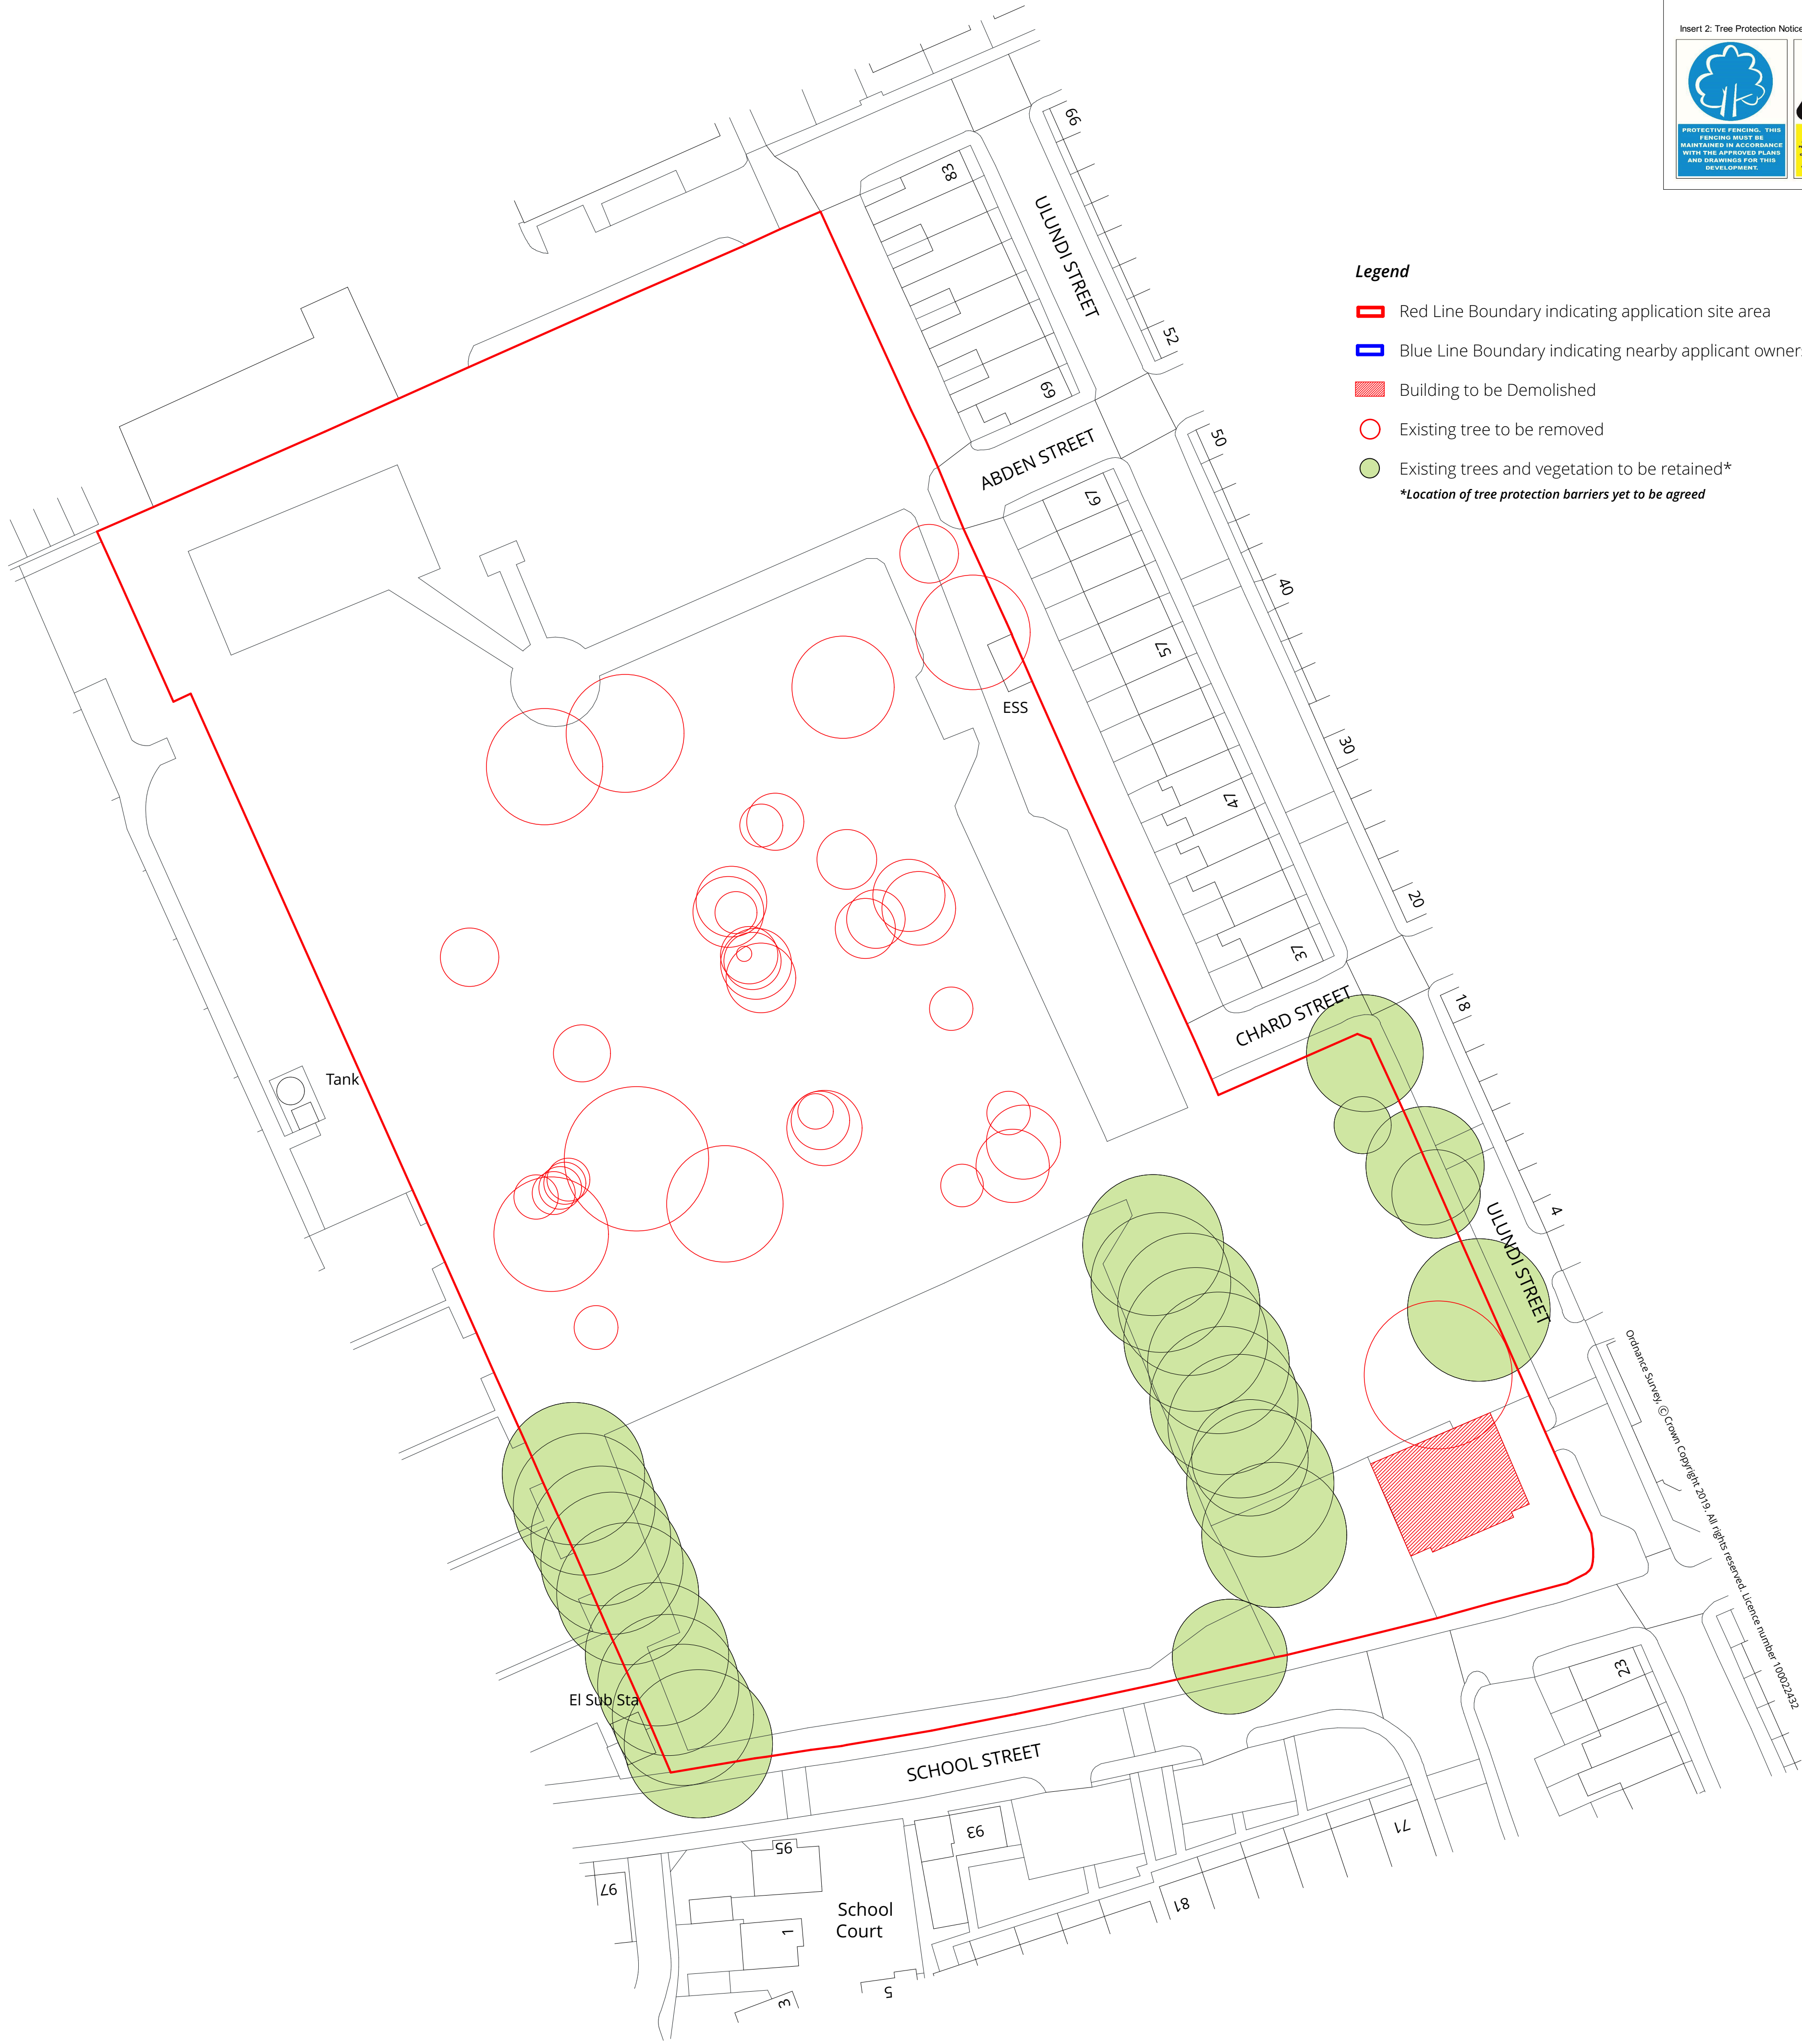 Insert 2: Tree Protection Notice
PROTECTIVE FENCING. THIS
FENCING MUST BE
MAINTAINED IN ACCORDANCE
WITH THE APPROVED PLANS
AND DRAWINGS FOR THIS
DEVELOPMENT.
Legend
Red Line Boundary indicating application site area
Blue Line Boundary indicating nearby applicant owner
Building to be Demolished
Existing tree to be removed
Existing trees and vegetation to be retained*
*Location of tree protection barriers yet to be agreed
66
83
ULUNDI STREET
52
69
ABDEN STREET
50
67
40
57
ESS
30
47
20
37
CHARD STREET
18
Tank
4
ULUNDI STREET
Ordnance Survey, © Crown Copyright 2019. All rights reserved. Licence number 100022432
El Sub Sta
23
SCHOOL STREET
93
71
95
97
81
School
Court
1
5
3